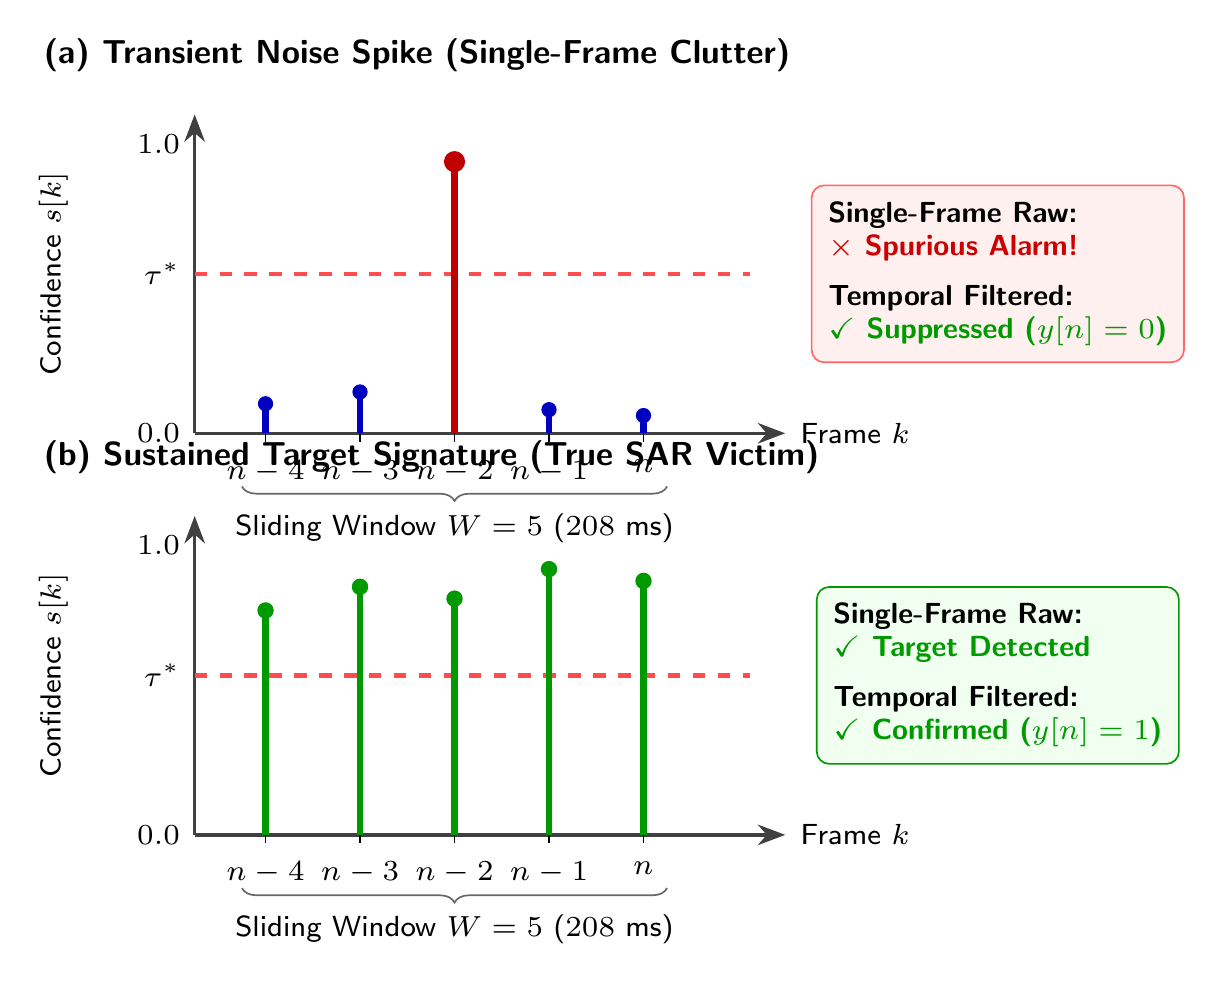 (a) Transient Noise Spike (Single-Frame Clutter)
1.0
Confidence s[k]
τ*
0.0
Frame k
n − 4 n − 3 n − 2 n − 1 n
Sliding Window W = 5 (208 ms)
Single-Frame Raw:
× Spurious Alarm!
Temporal Filtered:
✓ Suppressed (y[n] = 0)
(b) Sustained Target Signature (True SAR Victim)
1.0
Confidence s[k]
τ*
0.0
Frame k
n − 4 n − 3 n − 2 n − 1 n
Sliding Window W = 5 (208 ms)
Single-Frame Raw:
✓ Target Detected
Temporal Filtered:
✓ Confirmed (y[n] = 1)